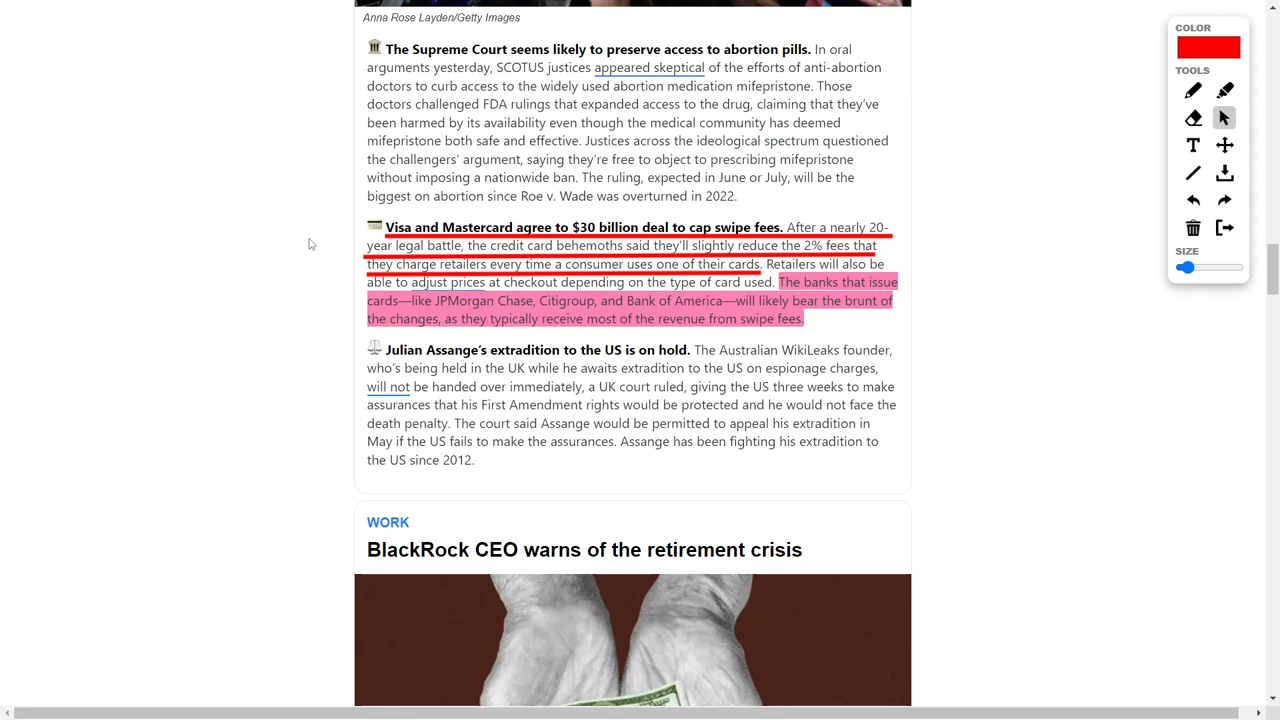 Anna Rose Layden/Getty Images
The Supreme Court seems likely to preserve access to abortion pills. In oral
arguments yesterday, SCOTUS justices appeared skeptical of the efforts of anti-abortion
doctors to curb access to the widely used abortion medication mifepristone. Those
doctors challenged FDA rulings that expanded access to the drug, claiming that they’ve
been harmed by its availability even though the medical community has deemed
mifepristone both safe and effective. Justices across the ideological spectrum questioned
the challengers’ argument, saying they’re free to object to prescribing mifepristone
without imposing a nationwide ban. The ruling, expected in June or July, will be the
biggest on abortion since Roe v. Wade was overturned in 2022.
Visa and Mastercard agree to $30 billion deal to cap swipe fees. After a nearly 20-
year legal battle, the credit card behemoths said they’ll slightly reduce the 2% fees that
they charge retailers every time a consumer uses one of their cards. Retailers will also be
able to adjust prices at checkout depending on the type of card used. The banks that issue
cards—like JPMorgan Chase, Citigroup, and Bank of America—will likely bear the brunt of
the changes, as they typically receive most of the revenue from swipe fees.
Julian Assange’s extradition to the US is on hold. The Australian WikiLeaks founder,
who’s being held in the UK while he awaits extradition to the US on espionage charges,
will not be handed over immediately, a UK court ruled, giving the US three weeks to make
assurances that his First Amendment rights would be protected and he would not face the
death penalty. The court said Assange would be permitted to appeal his extradition in
May if the US fails to make the assurances. Assange has been fighting his extradition to
the US since 2012.
WORK
BlackRock CEO warns of the retirement crisis
COLOR
TOOLS
T
SIZE